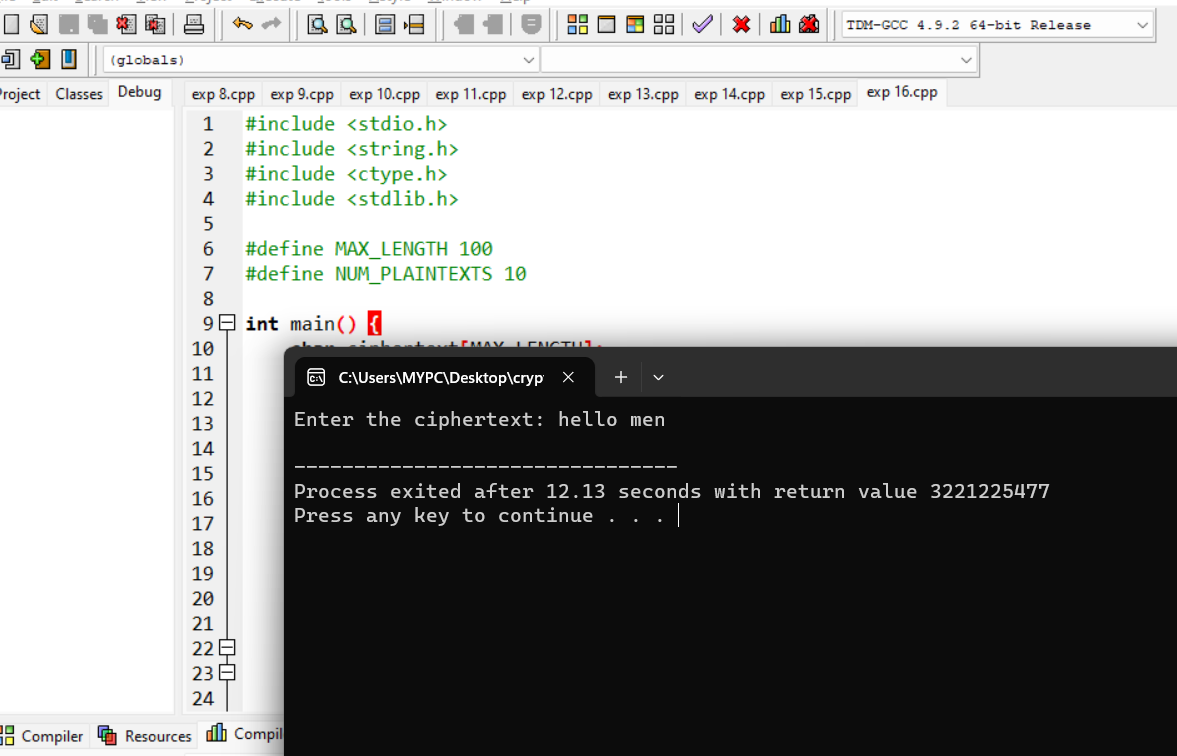 TDM-GCC 4.9.2 64-bit Release
(globals)
Project Classes Debug
exp 8.cpp exp 9.cpp exp 10.cpp exp 11.cpp exp 12.cpp exp 13.cpp exp 14.cpp exp 15.cpp exp 16.cpp
1 #include <stdio.h>
2 #include <string.h>
3 #include <ctype.h>
4 #include <stdlib.h>
5
6 #define MAX_LENGTH 100
7 #define NUM_PLAINTEXTS 10
8
9 int main() {
10 char ciphertext[MAX_LENGTH];
11
12
13
14
15
16
17
18
19
20
21
22
23
24
C:\Users\MYPC\Desktop\cryp
Enter the ciphertext: hello men
--------------------------------
Process exited after 12.13 seconds with return value 3221225477
Press any key to continue . . .
Compiler Resources Compil